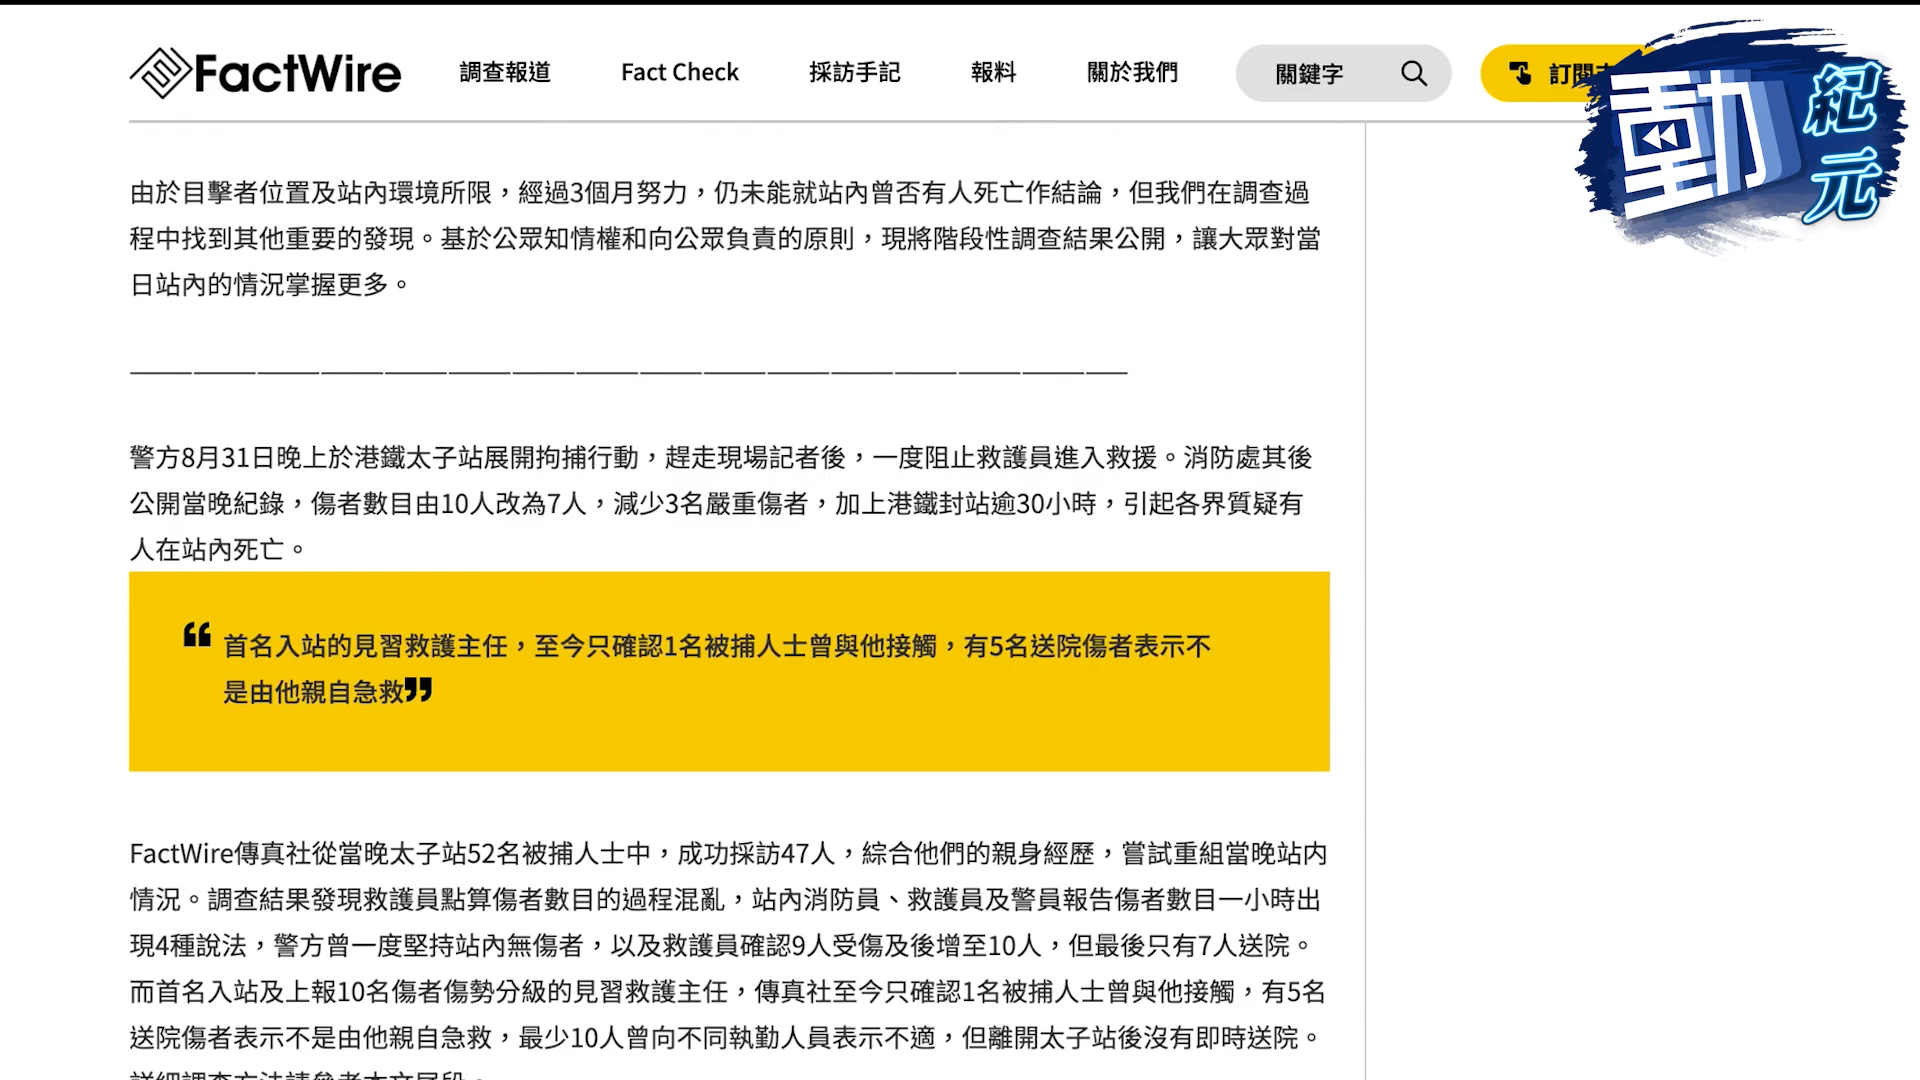 FactWire 調查報道 Fact Check 採訪手記 報料 關於我們 關鍵字 訂閱
動紀元
由於目擊者位置及站內環境所限，經過3個月努力，仍未能就站內曾否有人死亡作結論，但我們在調查過
程中找到其他重要的發現。基於公眾知情權和向公眾負責的原則，現將階段性調查結果公開，讓大眾對當
日站內的情況掌握更多。
警方8月31日晚上於港鐵太子站展開拘捕行動，趕走現場記者後，一度阻止救護員進入救援。消防處其後
公開當晚紀錄，傷者數目由10人改為7人，減少3名嚴重傷者，加上港鐵封站逾30小時，引起各界質疑有
人在站內死亡。
“首名入站的見習救護主任，至今只確認1名被捕人士曾與他接觸，有5名送院傷者表示不
是由他親自急救”
FactWire傳真社從當晚太子站52名被捕人士中，成功採訪47人，綜合他們的親身經歷，嘗試重組當晚站内
情況。調查結果發現救護員點算傷者數目的過程混亂，站內消防員、救護員及警員報告傷者數目一小時出
現4種說法，警方曾一度堅持站內無傷者，以及救護員確認9人受傷及後增至10人，但最後只有7人送院。
而首名入站及上報10名傷者傷勢分級的見習救護主任，傳真社至今只確認1名被捕人士曾與他接觸，有5名
送院傷者表示不是由他親自急救，最少10人曾向不同執勤人員表示不適，但離開太子站後沒有即時送院。
詳細調查方法請參考本文尾段。